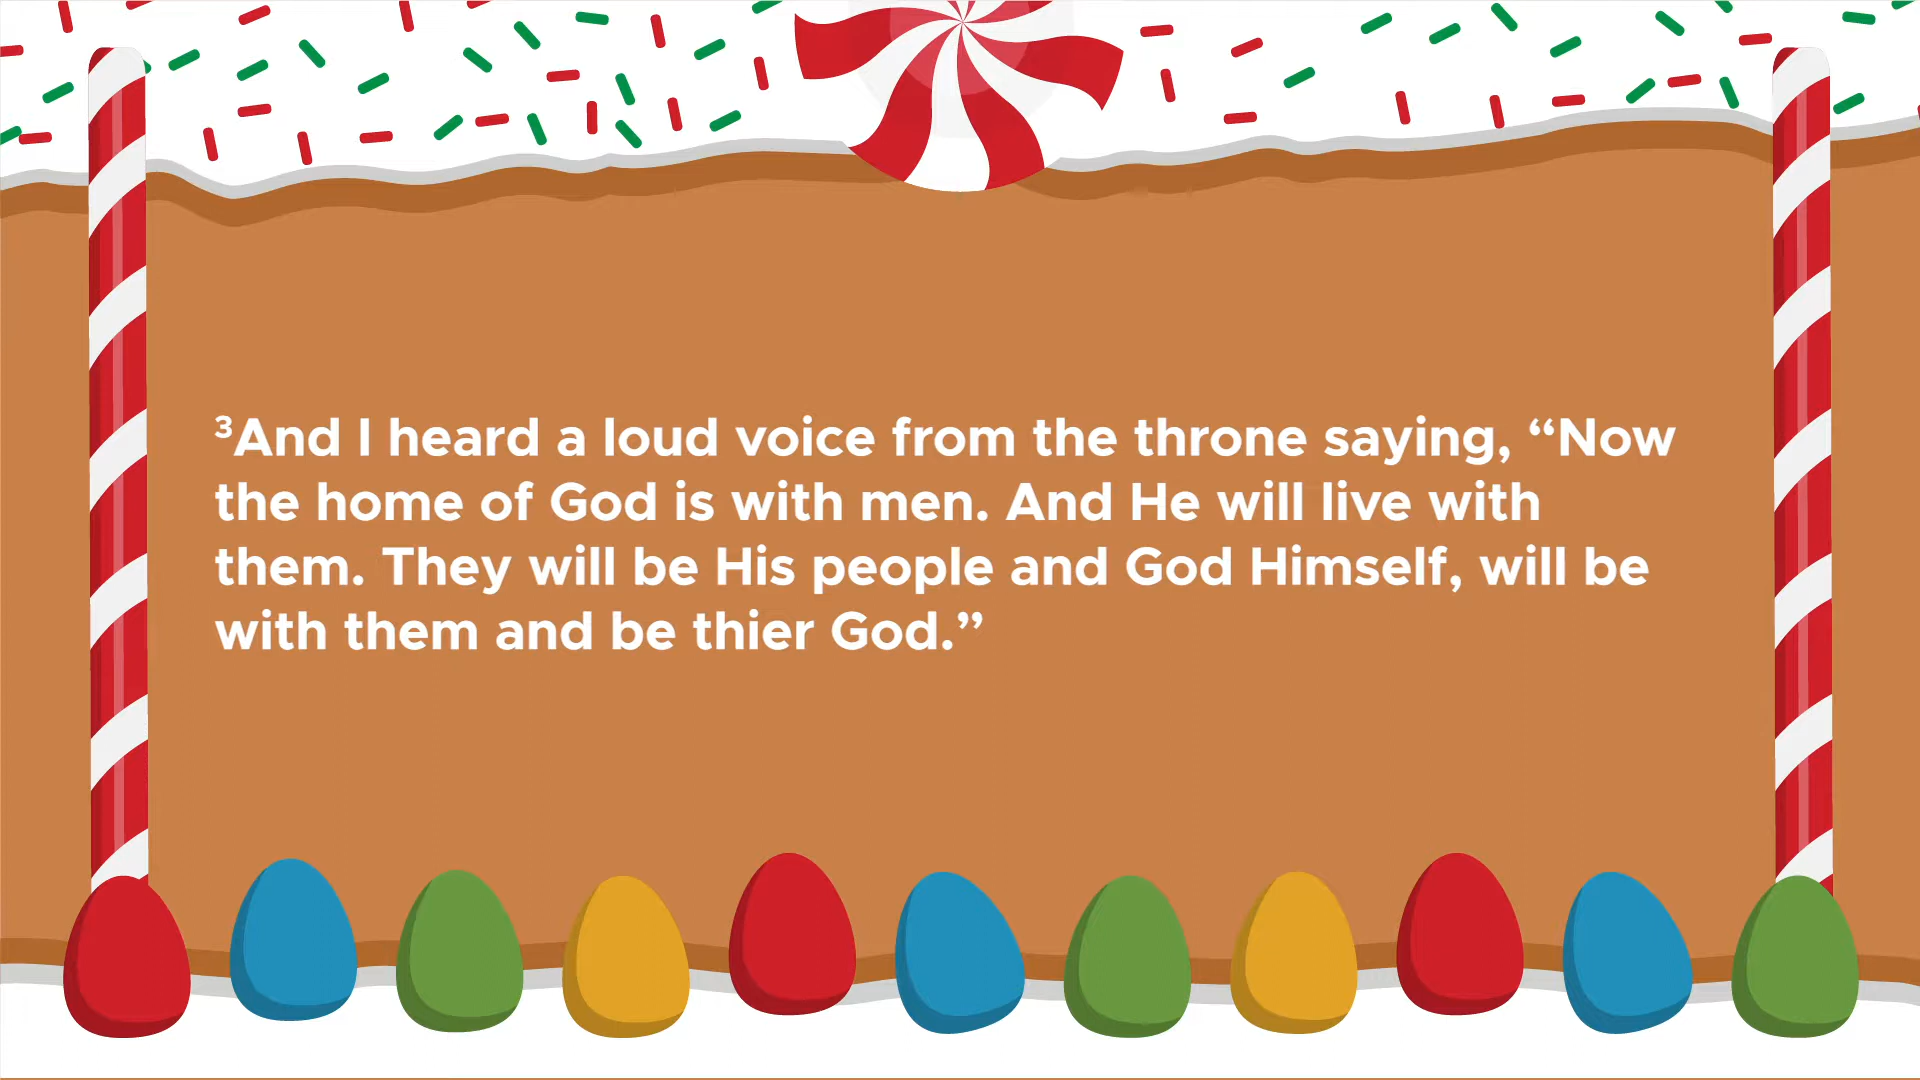 ³And I heard a loud voice from the throne saying, “Now
the home of God is with men. And He will live with
them. They will be His people and God Himself, will be
with them and be thier God.”